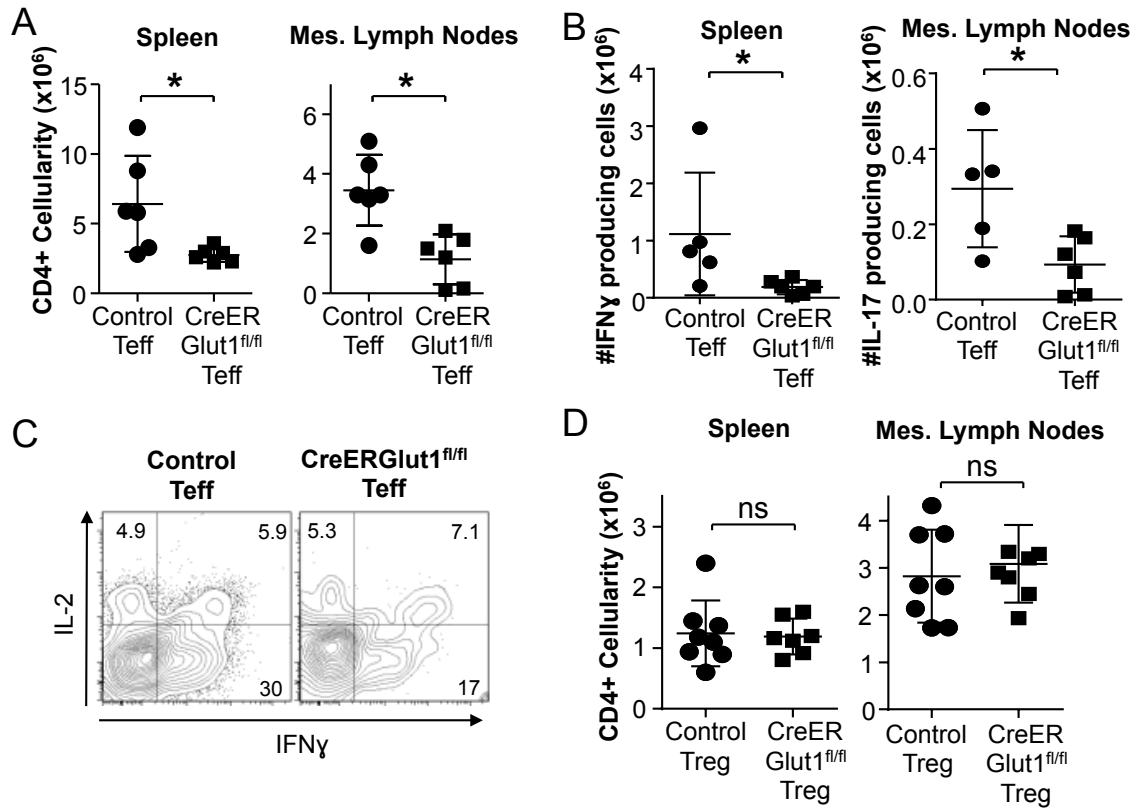 A
Spleen
Mes. Lymph Nodes
CD4+ Cellularity (x10⁶)
15
10
5
0
*
Control
Teff
CreER
Glut1fl/fl
Teff
6
4
2
0
*
Control
Teff
CreER
Glut1fl/fl
Teff
B
Spleen
Mes. Lymph Nodes
#IFNɣ producing cells (x10⁶)
4
3
2
1
0
*
Control
Teff
CreER
Glut1fl/fl
Teff
#IL-17 producing cells (x10⁶)
0.6
0.4
0.2
0.0
*
Control
Teff
CreER
Glut1fl/fl
Teff
C
Control
Teff
CreERGlut1fl/fl
Teff
IL-2
4.9
5.9
30
5.3
7.1
17
IFNɣ
D
Spleen
Mes. Lymph Nodes
CD4+ Cellularity (x10⁶)
3
2
1
0
ns
Control
Treg
CreER
Glut1fl/fl
Treg
4
3
2
1
0
ns
Control
Treg
CreER
Glut1fl/fl
Treg